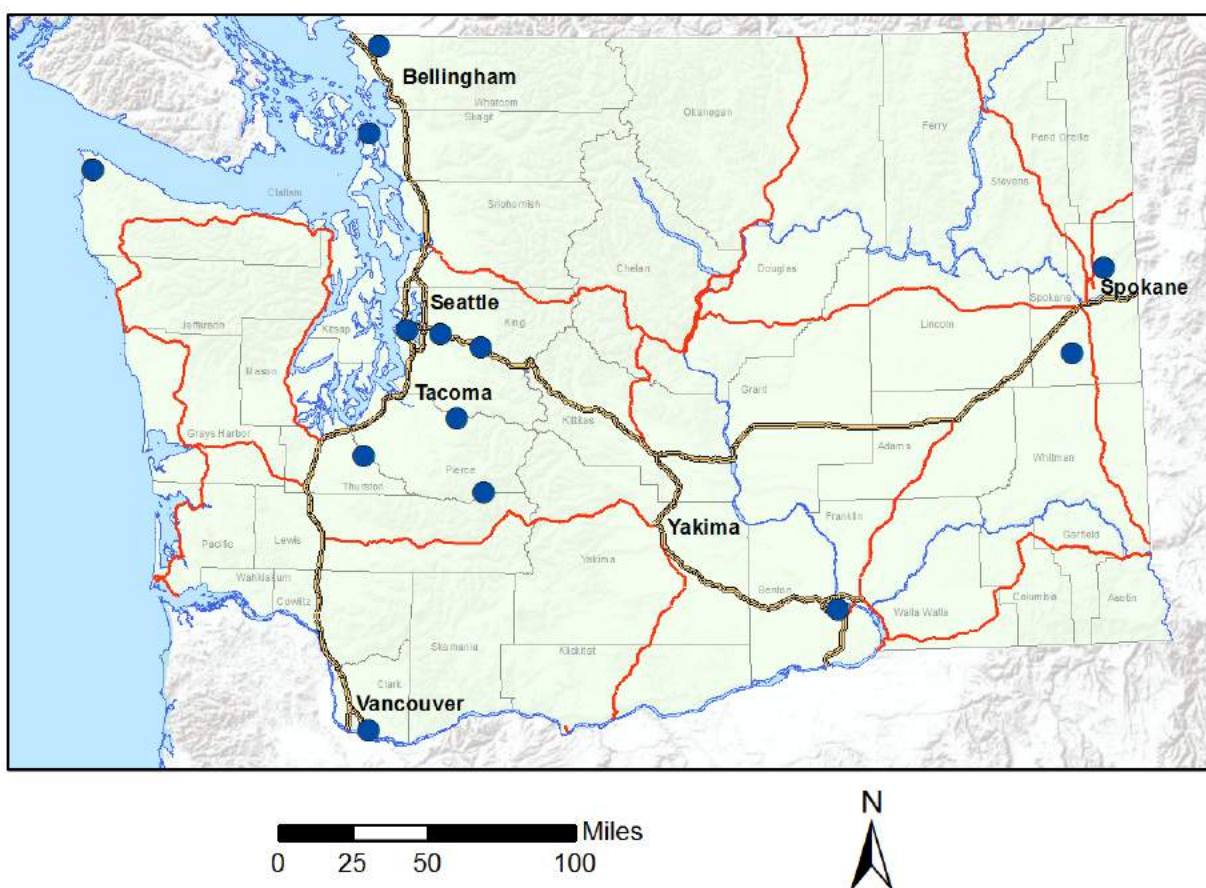 Bellingham
Whatcom
Skagit
Okanogan
Ferry
Pend Oreille
Stevens
Clallam
Snohomish
Chelan
Douglas
Spokane
Spokane
Seattle
King
Lincoln
Jefferson
Kitsap
Mason
Grant
Tacoma
Kittitas
Grays Harbor
Adams
Whitman
Pierce
Thurston
Franklin
Yakima
Garfield
Pacific
Lewis
Yakima
Benton
Wahkiakum
Cowlitz
Walla Walla
Columbia
Asotin
Skamania
Klickitat
Clark
Vancouver
N
Miles
0 25 50 100